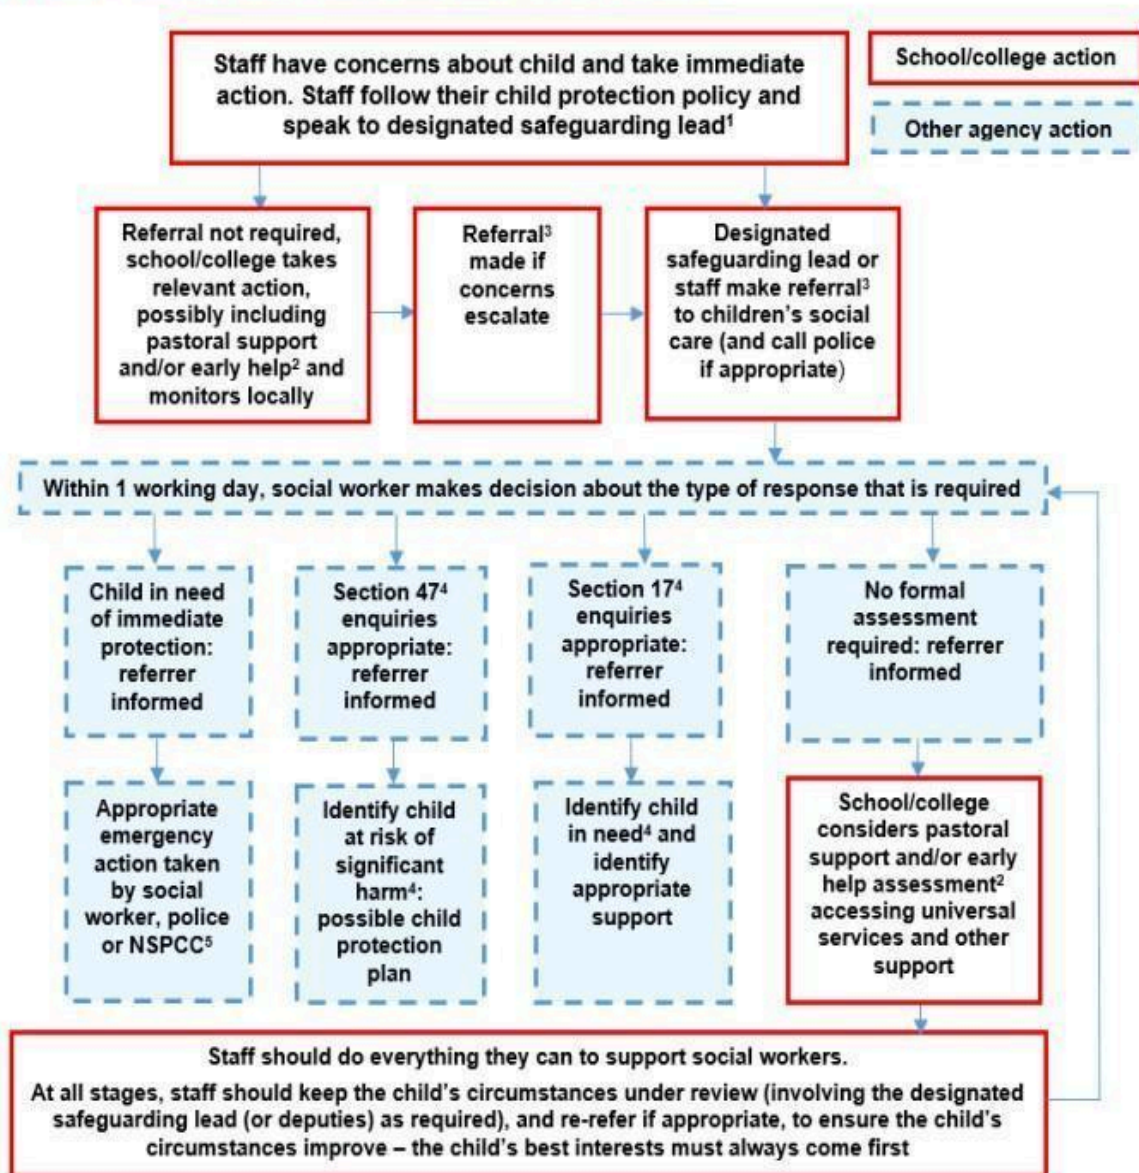 Staff have concerns about child and take immediate
action. Staff follow their child protection policy and
speak to designated safeguarding lead¹
School/college action
Other agency action
Referral not required,
school/college takes
relevant action,
possibly including
pastoral support
and/or early help² and
monitors locally
Referral³
made if
concerns
escalate
Designated
safeguarding lead or
staff make referral³
to children’s social
care (and call police
if appropriate)
Within 1 working day, social worker makes decision about the type of response that is required
Child in need
of immediate
protection:
referrer
informed
Section 47⁴
enquiries
appropriate:
referrer
informed
Section 17⁴
enquiries
appropriate:
referrer
informed
No formal
assessment
required: referrer
informed
Appropriate
emergency
action taken
by social
worker, police
or NSPCC⁵
Identify child
at risk of
significant
harm⁴:
possible child
protection
plan
Identify child
in need⁴ and
identify
appropriate
support
School/college
considers pastoral
support and/or early
help assessment²
accessing universal
services and other
support
Staff should do everything they can to support social workers.
At all stages, staff should keep the child’s circumstances under review (involving the designated
safeguarding lead (or deputies) as required), and re-refer if appropriate, to ensure the child’s
circumstances improve – the child’s best interests must always come first